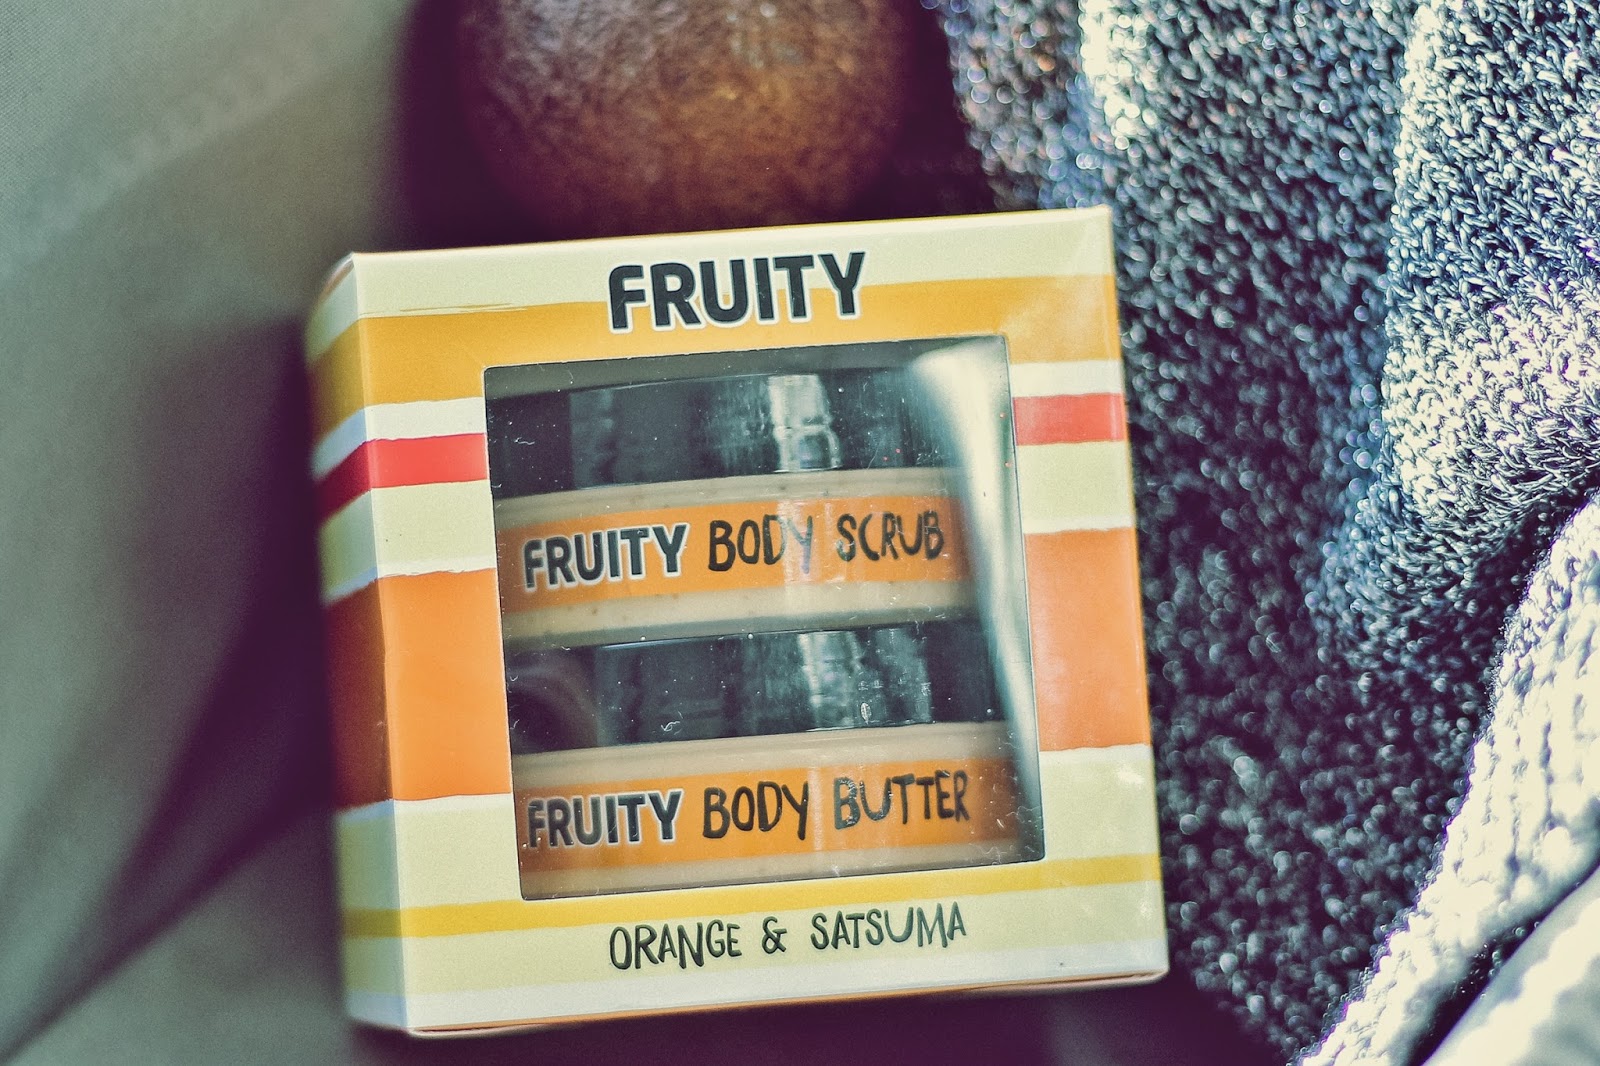 FRUITY
FRUITY BODY SCRUB
FRUITY BODY BUTTER
ORANGE & SATSUMA